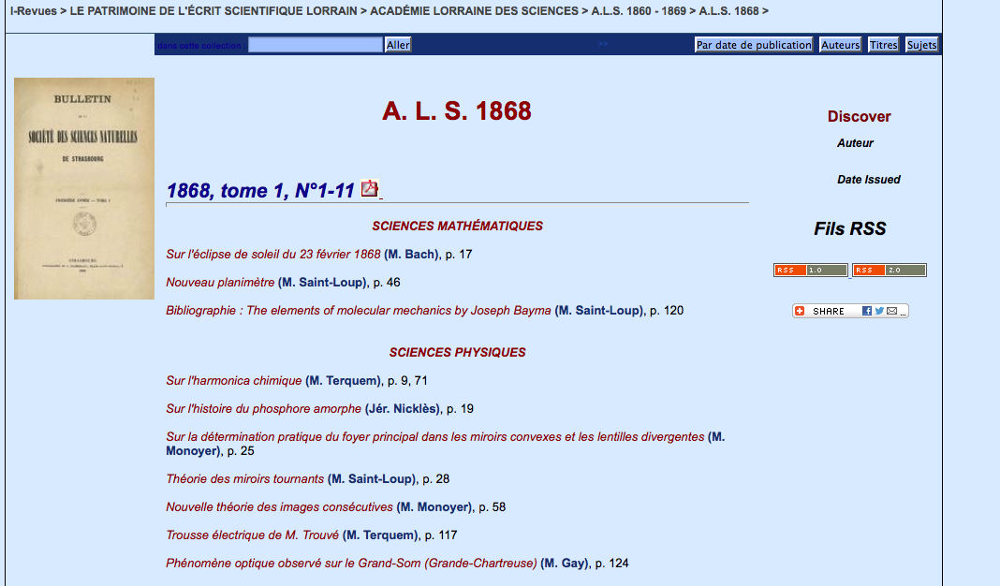 I-Revues > LE PATRIMOINE DE L'ÉCRIT SCIENTIFIQUE LORRAIN > ACADÉMIE LORRAINE DES SCIENCES > A.L.S. 1860 - 1869 > A.L.S. 1868 >
dans cette collection : Aller >> Par date de publication Auteurs Titres Sujets
BULLETIN
DE LA
SOCIÉTÉ DES SCIENCES NATURELLES
DE STRASBOURG
PREMIÈRE ANNÉE — TOME I
STRASBOURG
A. L. S. 1868
1868, tome 1, N°1-11
SCIENCES MATHÉMATIQUES
Sur l'éclipse de soleil du 23 février 1868 (M. Bach), p. 17
Nouveau planimètre (M. Saint-Loup), p. 46
Bibliographie : The elements of molecular mechanics by Joseph Bayma (M. Saint-Loup), p. 120
SCIENCES PHYSIQUES
Sur l'harmonica chimique (M. Terquem), p. 9, 71
Sur l'histoire du phosphore amorphe (Jér. Nicklès), p. 19
Sur la détermination pratique du foyer principal dans les miroirs convexes et les lentilles divergentes (M.
Monoyer), p. 25
Théorie des miroirs tournants (M. Saint-Loup), p. 28
Nouvelle théorie des images consécutives (M. Monoyer), p. 58
Trousse électrique de M. Trouvé (M. Terquem), p. 117
Phénomène optique observé sur le Grand-Som (Grande-Chartreuse) (M. Gay), p. 124
Discover
Auteur
Date Issued
Fils RSS
RSS 1.0 RSS 2.0
SHARE ...